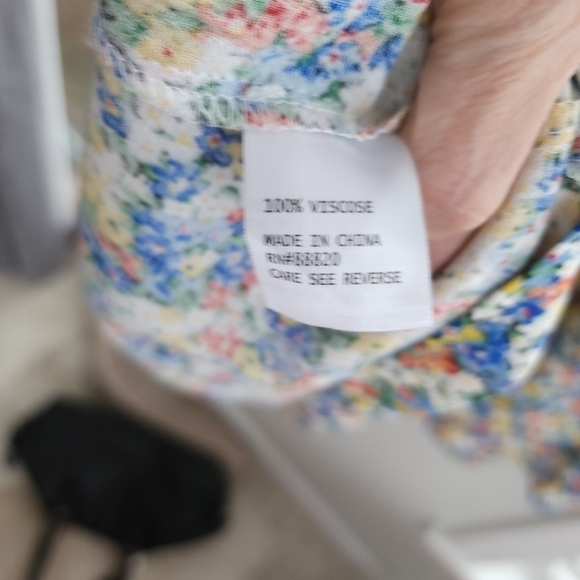 100% VISCOSE
MADE IN CHINA
RN#88820
CARE SEE REVERSE